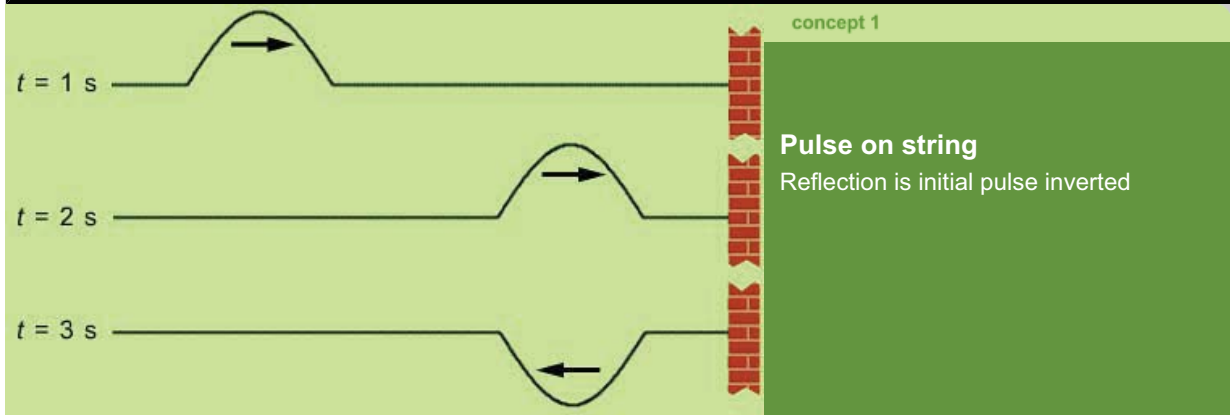 concept 1
t = 1 s
Pulse on string
Reflection is initial pulse inverted
t = 2 s
t = 3 s